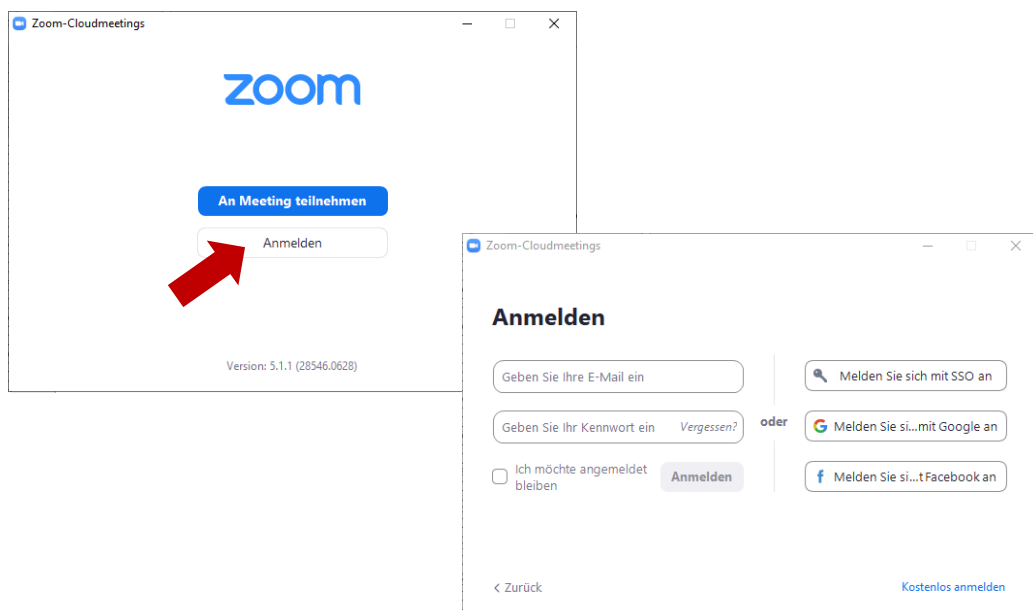 Zoom-Cloudmeetings
zoom
An Meeting teilnehmen
Anmelden
Version: 5.1.1 (28546.0628)
Zoom-Cloudmeetings
Anmelden
Geben Sie Ihre E-Mail ein
Geben Sie Ihr Kennwort ein Vergessen?
Ich möchte angemeldet
bleiben
Anmelden
oder
Melden Sie sich mit SSO an
Melden Sie si...mit Google an
Melden Sie si...t Facebook an
< Zurück
Kostenlos anmelden